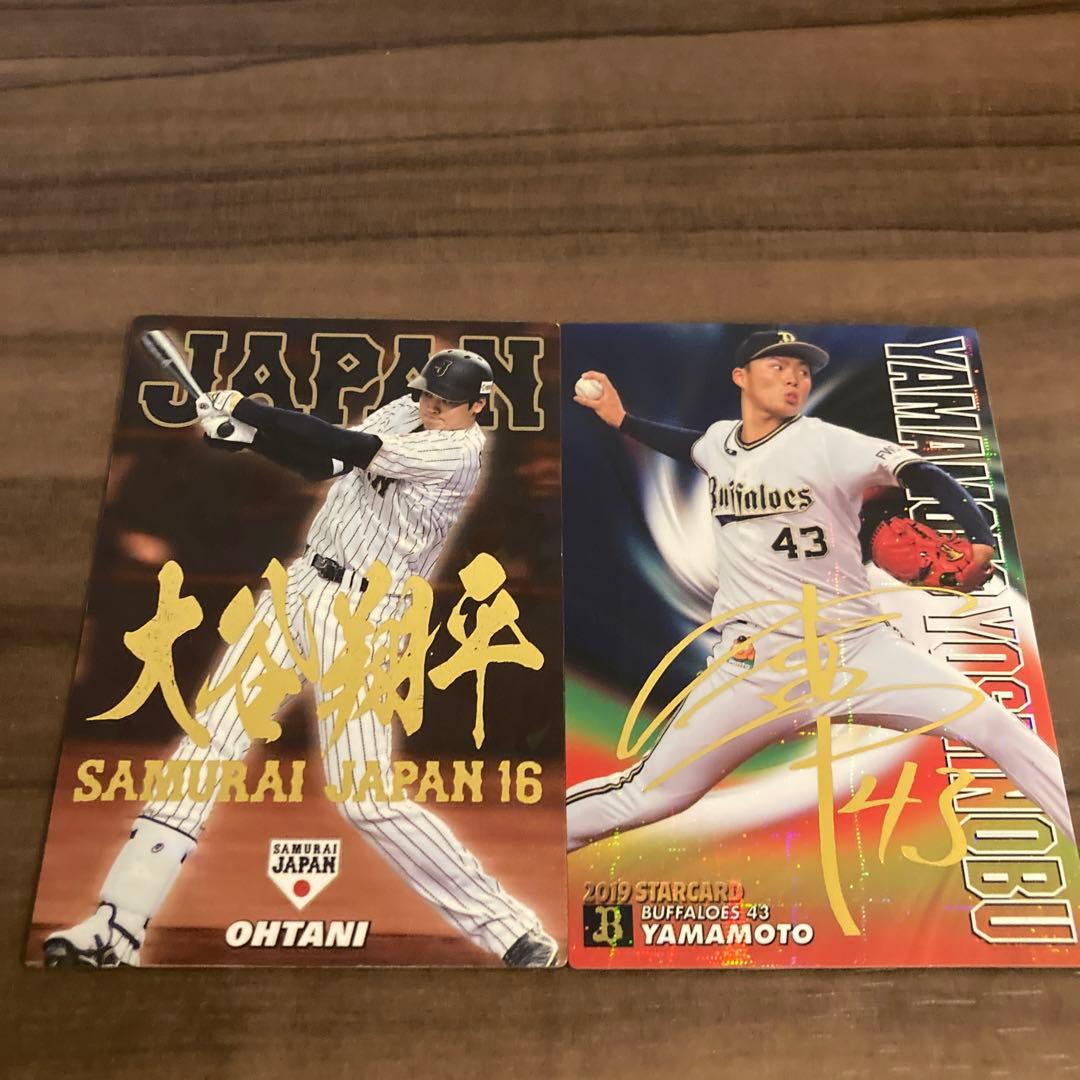 JAPAN
大谷翔平
SAMURAI JAPAN 16
SAMURAI
JAPAN
OHTANI
YAMAMOTO YOSHINOBU
B
Buffaloes
43
43
2019 STARCARD
B
BUFFALOES 43
YAMAMOTO